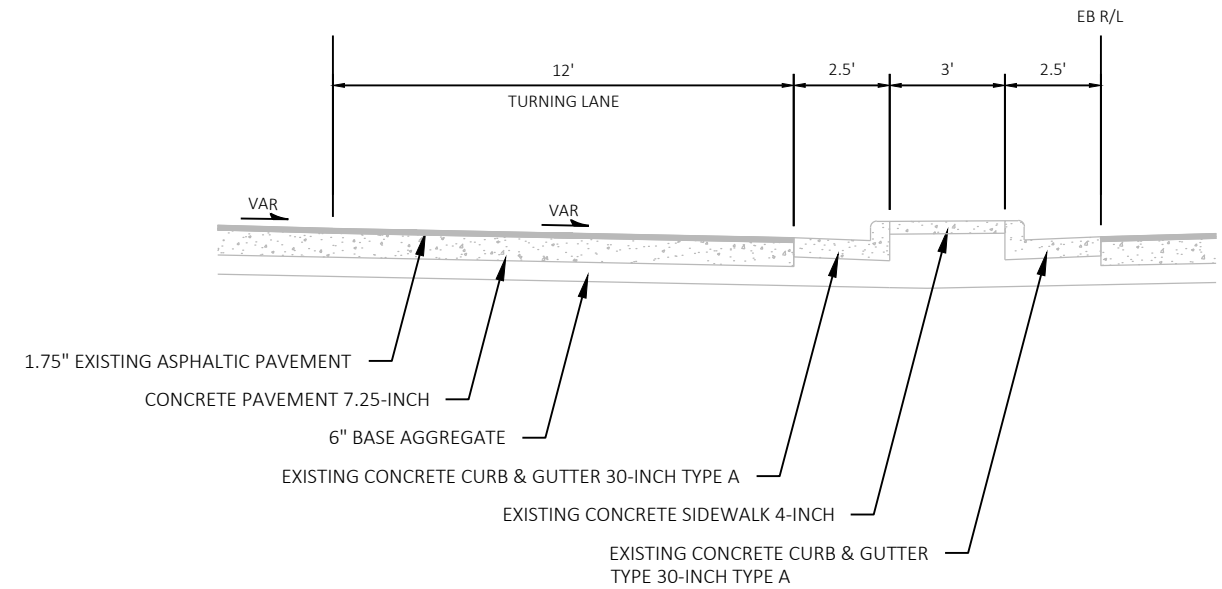 EB R/L
12'
2.5'
3'
2.5'
TURNING LANE
VAR
VAR
1.75" EXISTING ASPHALTIC PAVEMENT
CONCRETE PAVEMENT 7.25-INCH
6" BASE AGGREGATE
EXISTING CONCRETE CURB & GUTTER 30-INCH TYPE A
EXISTING CONCRETE SIDEWALK 4-INCH
EXISTING CONCRETE CURB & GUTTER
TYPE 30-INCH TYPE A